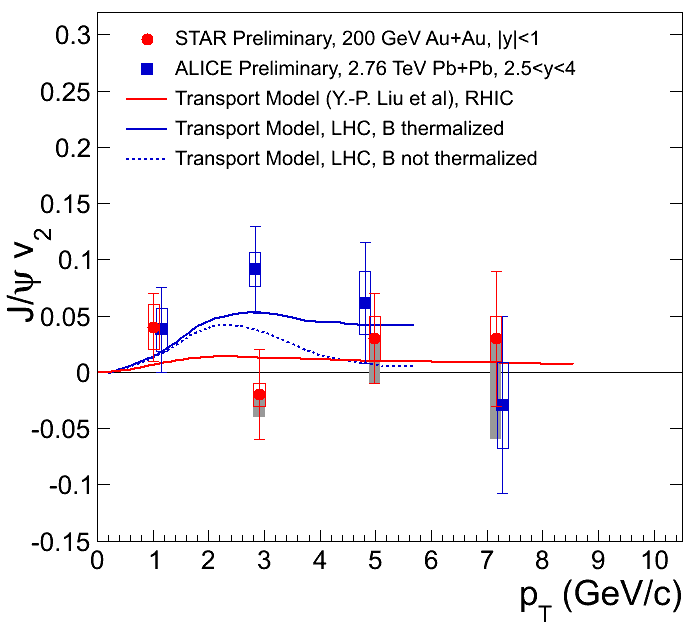 STAR Preliminary, 200 GeV Au+Au, |y|<1
ALICE Preliminary, 2.76 TeV Pb+Pb, 2.5<y<4
Transport Model (Y.-P. Liu et al), RHIC
Transport Model, LHC, B thermalized
Transport Model, LHC, B not thermalized
J/ψ v2
0.3
0.25
0.2
0.15
0.1
0.05
0
-0.05
-0.1
-0.15
0 1 2 3 4 5 6 7 8 9 10
pT (GeV/c)